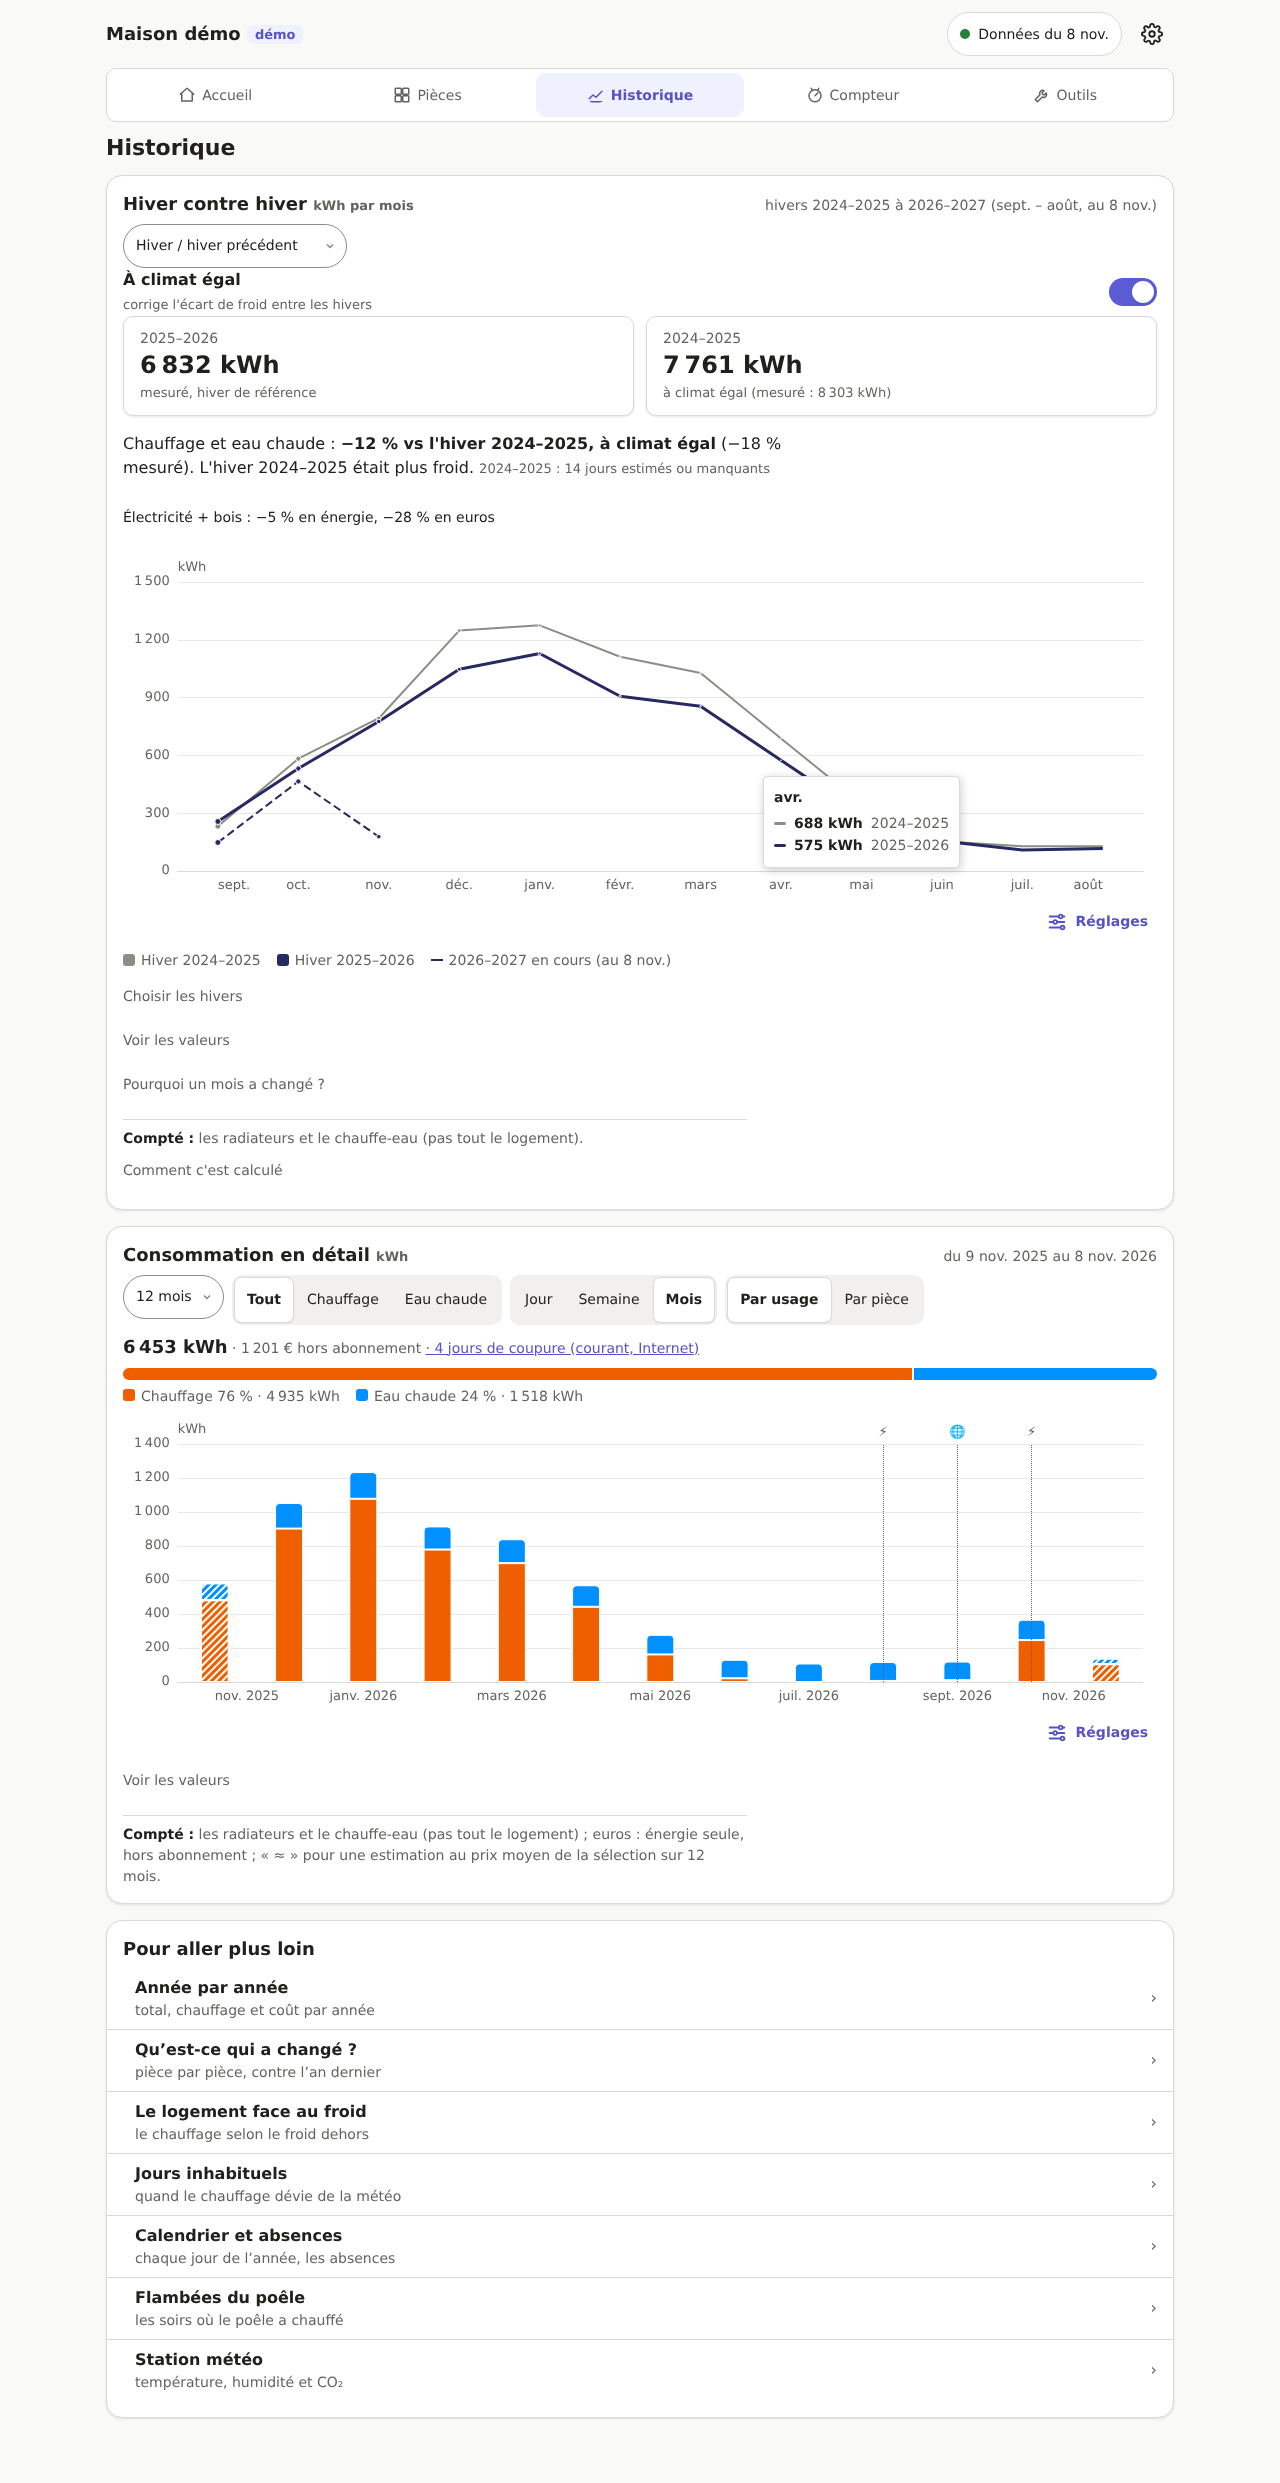 Maison démo démo
Données du 8 nov.
Accueil
Pièces
Historique
Compteur
Outils
Historique
Hiver contre hiver kWh par mois
hivers 2024–2025 à 2026–2027 (sept. – août, au 8 nov.)
Hiver / hiver précédent
À climat égal
corrige l'écart de froid entre les hivers
2025–2026
6 832 kWh
mesuré, hiver de référence
2024–2025
7 761 kWh
à climat égal (mesuré : 8 303 kWh)
Chauffage et eau chaude : −12 % vs l'hiver 2024–2025, à climat égal (−18 %
mesuré). L'hiver 2024–2025 était plus froid. 2024–2025 : 14 jours estimés ou manquants
Électricité + bois : −5 % en énergie, −28 % en euros
kWh
1 500
1 200
900
600
300
0
avr.
688 kWh 2024–2025
575 kWh 2025–2026
sept. oct. nov. déc. janv. févr. mars avr. mai juin juil. août
Réglages
Hiver 2024–2025 Hiver 2025–2026 2026–2027 en cours (au 8 nov.)
Choisir les hivers
Voir les valeurs
Pourquoi un mois a changé ?
Compté : les radiateurs et le chauffe-eau (pas tout le logement).
Comment c'est calculé
Consommation en détail kWh
du 9 nov. 2025 au 8 nov. 2026
12 mois
Tout Chauffage Eau chaude
Jour Semaine Mois
Par usage Par pièce
6 453 kWh · 1 201 € hors abonnement · 4 jours de coupure (courant, Internet)
Chauffage 76 % · 4 935 kWh Eau chaude 24 % · 1 518 kWh
kWh
1 400
1 200
1 000
800
600
400
200
0
nov. 2025 janv. 2026 mars 2026 mai 2026 juil. 2026 sept. 2026 nov. 2026
Réglages
Voir les valeurs
Compté : les radiateurs et le chauffe-eau (pas tout le logement) ; euros : énergie seule,
hors abonnement ; « ≈ » pour une estimation au prix moyen de la sélection sur 12
mois.
Pour aller plus loin
Année par année
total, chauffage et coût par année
Qu’est-ce qui a changé ?
pièce par pièce, contre l’an dernier
Le logement face au froid
le chauffage selon le froid dehors
Jours inhabituels
quand le chauffage dévie de la météo
Calendrier et absences
chaque jour de l’année, les absences
Flambées du poêle
les soirs où le poêle a chauffé
Station météo
température, humidité et CO₂